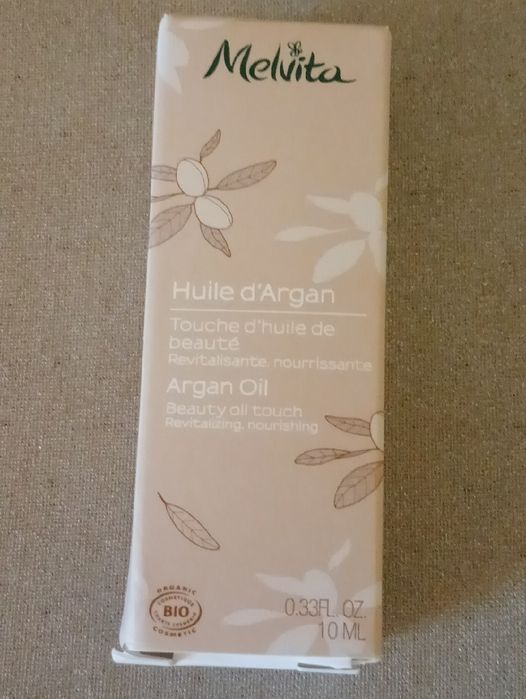 Melvita
Huile d'Argan
Touche d'huile de
beauté
Revitalisante, nourrissante
Argan Oil
Beauty oil touch
Revitalizing, nourishing
ORGANIC
COSMETIQUE
BIO
COSMETIC
0.33FL. OZ.
10 ML